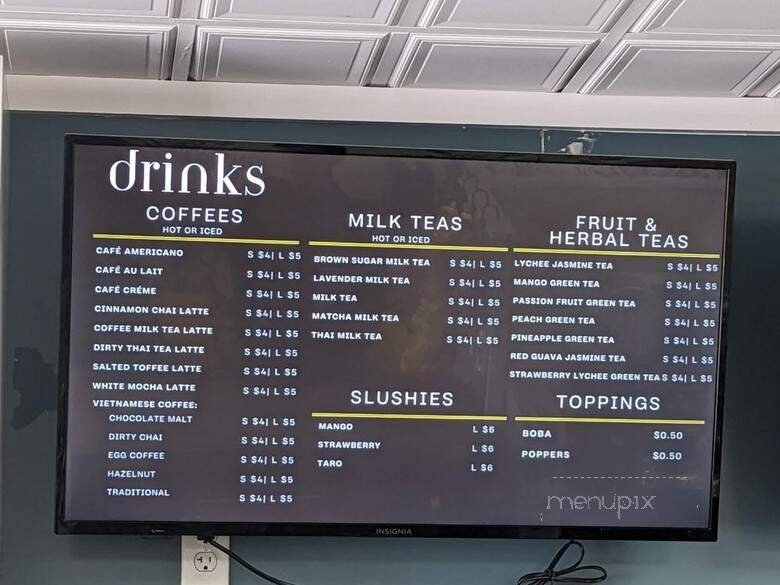 drinks
COFFEES
HOT OR ICED
CAFÉ AMERICANO S $4| L $5
CAFÉ AU LAIT S $4| L $5
CAFÉ CRÉME S $4| L $5
CINNAMON CHAI LATTE S $4| L $5
COFFEE MILK TEA LATTE S $4| L $5
DIRTY THAI TEA LATTE S $4| L $5
SALTED TOFFEE LATTE S $4| L $5
WHITE MOCHA LATTE S $4| L $5
VIETNAMESE COFFEE:
CHOCOLATE MALT S $4| L $5
DIRTY CHAI S $4| L $5
EGG COFFEE S $4| L $5
HAZELNUT S $4| L $5
TRADITIONAL S $4| L $5
MILK TEAS
HOT OR ICED
BROWN SUGAR MILK TEA S $4| L $5
LAVENDER MILK TEA S $4| L $5
MILK TEA S $4| L $5
MATCHA MILK TEA S $4| L $5
THAI MILK TEA S $4| L $5
SLUSHIES
MANGO L $6
STRAWBERRY L $6
TARO L $6
FRUIT &
HERBAL TEAS
LYCHEE JASMINE TEA S $4| L $5
MANGO GREEN TEA S $4| L $5
PASSION FRUIT GREEN TEA S $4| L $5
PEACH GREEN TEA S $4| L $5
PINEAPPLE GREEN TEA S $4| L $5
RED GUAVA JASMINE TEA S $4| L $5
STRAWBERRY LYCHEE GREEN TEA S $4| L $5
TOPPINGS
BOBA $0.50
POPPERS $0.50
menupix
INSIGNIA